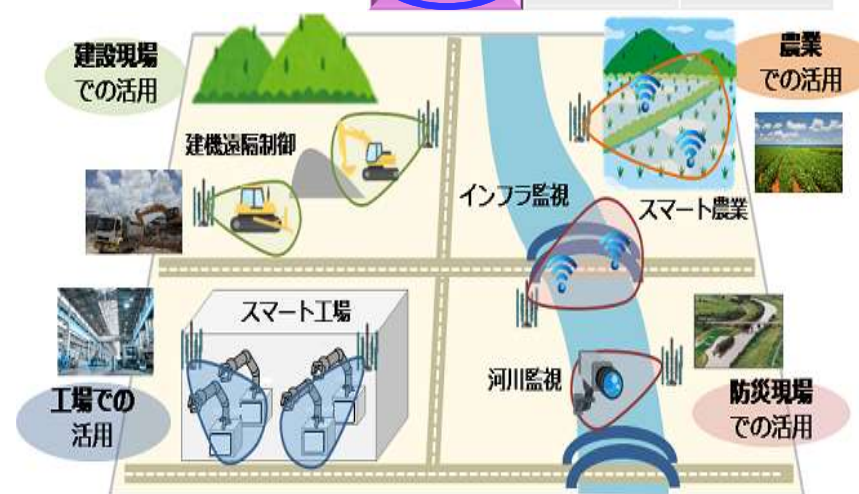 建設現場
での活用
農業
での活用
建機遠隔制御
インフラ監視
スマート農業
スマート工場
河川監視
工場での
活用
防災現場
での活用